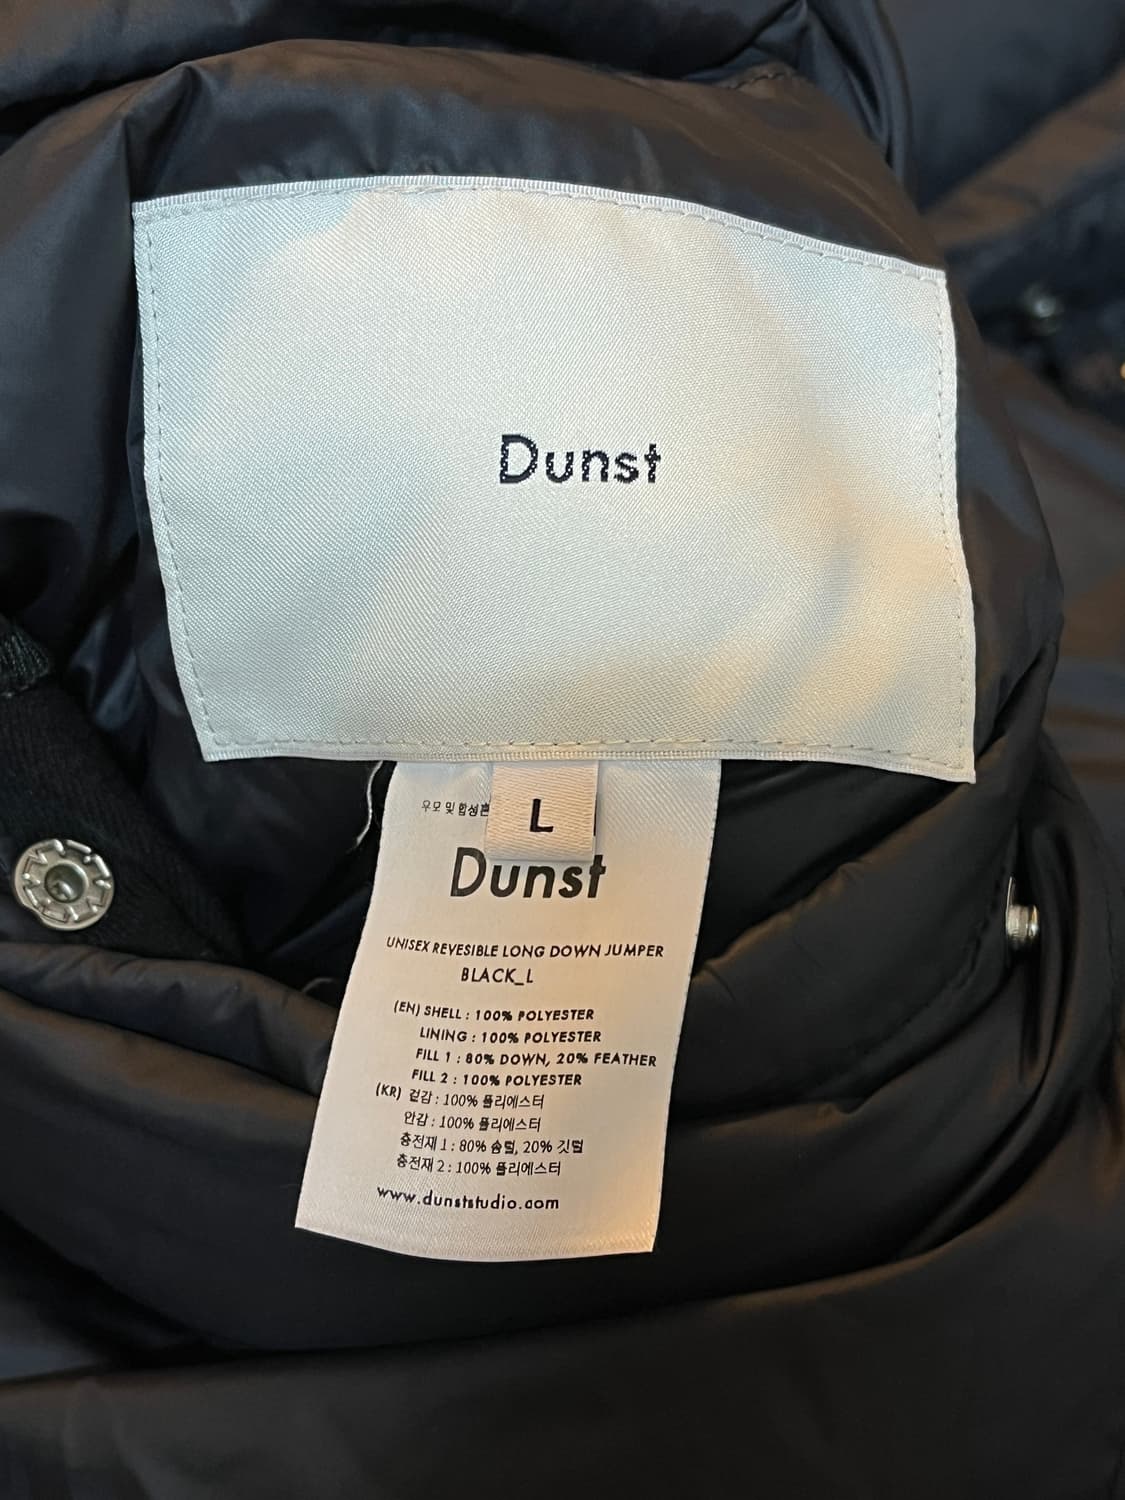 Dunst
L
우모 및 합성
Dunst
UNISEX REVESIBLE LONG DOWN JUMPER
BLACK_L
(EN) SHELL : 100% POLYESTER
LINING : 100% POLYESTER
FILL 1 : 80% DOWN, 20% FEATHER
FILL 2 : 100% POLYESTER
(KR) 겉감 : 100% 폴리에스터
안감 : 100% 폴리에스터
충전재 1 : 80% 솜털, 20% 깃털
충전재 2 : 100% 폴리에스터
www.dunststudio.com